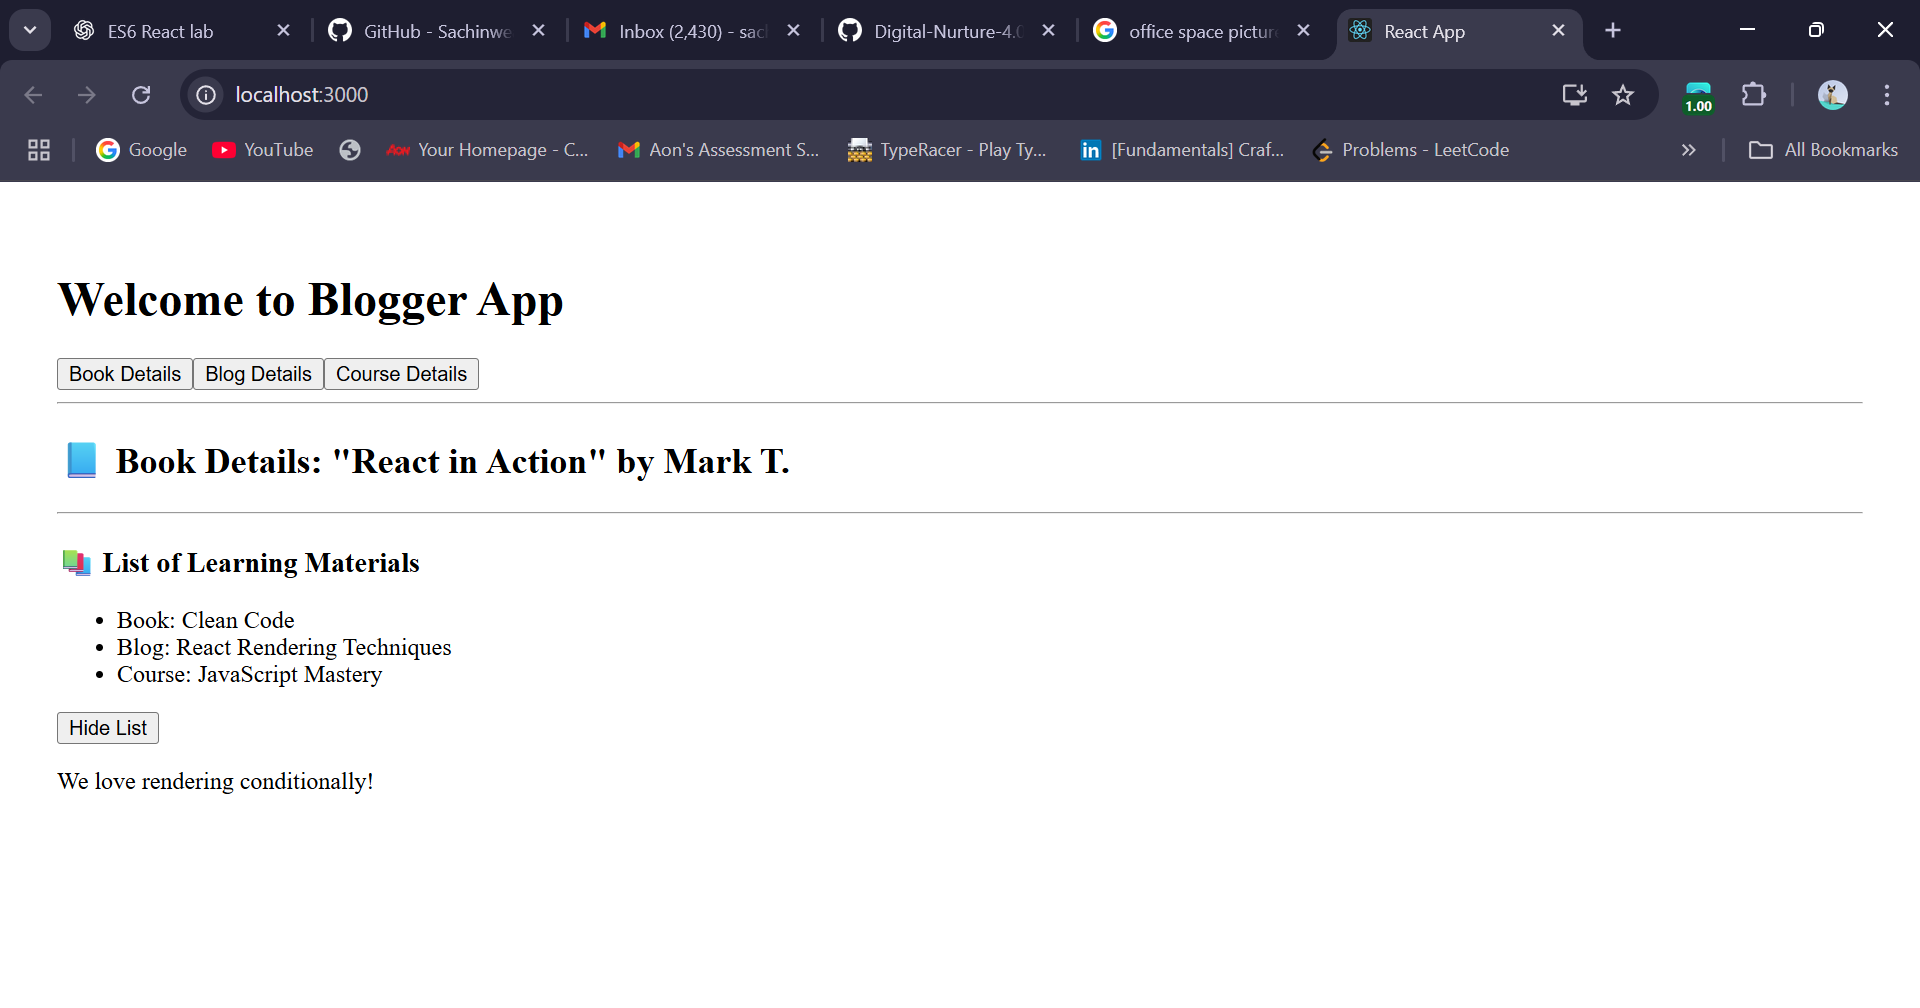 ES6 React lab
GitHub - Sachinwe
Inbox (2,430) - sac
Digital-Nurture-4.0
office space pictur
React App
localhost:3000
1.00
Google
YouTube
Aon Your Homepage - C...
Aon's Assessment S...
TypeRacer - Play Ty...
in [Fundamentals] Craf...
Problems - LeetCode
All Bookmarks
Welcome to Blogger App
Book Details Blog Details Course Details
Book Details: "React in Action" by Mark T.
List of Learning Materials
• Book: Clean Code
• Blog: React Rendering Techniques
• Course: JavaScript Mastery
Hide List
We love rendering conditionally!